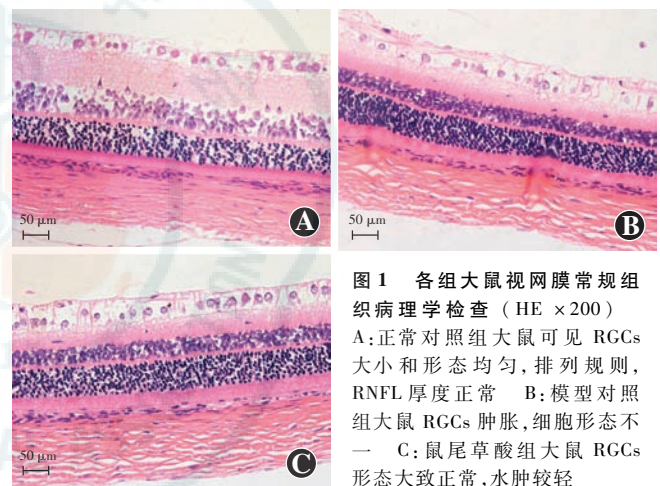 50 μm
A
50 μm
B
50 μm
C
图 1 各组大鼠视网膜常规组
织病理学检查（HE ×200）
A:正常对照组大鼠可见 RGCs
大小和形态均匀,排列规则,
RNFL 厚度正常 B:模型对照
组大鼠 RGCs 肿胀,细胞形态不
一 C:鼠尾草酸组大鼠 RGCs
形态大致正常,水肿较轻